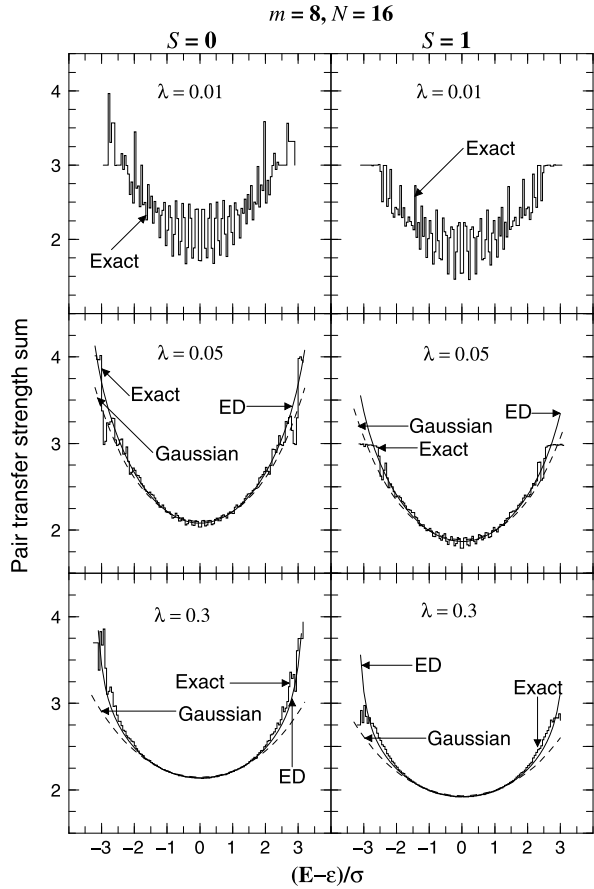 m = 8, N = 16
S = 0
S = 1
λ = 0.01
Exact
4
3
2
λ = 0.01
Exact
λ = 0.05
Exact
ED
Gaussian
4
3
2
λ = 0.05
ED
Gaussian
Exact
λ = 0.3
Exact
Gaussian
ED
4
3
2
λ = 0.3
ED
Exact
Gaussian
Pair transfer strength sum
−3 −2 −1 0 1 2 3
−3 −2 −1 0 1 2 3
(E−ε)/σ